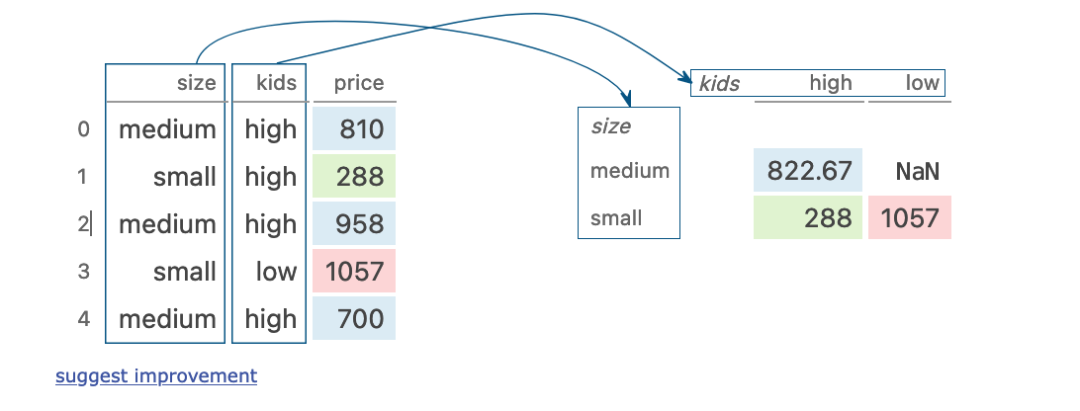 size kids price
0 medium high 810
1 small high 288
2 medium high 958
3 small low 1057
4 medium high 700
kids high low
size
medium 822.67 NaN
small 288 1057
suggest improvement